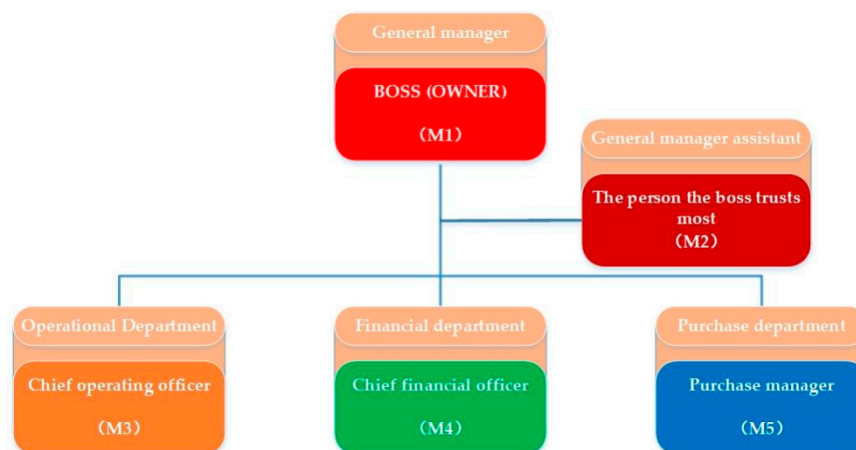 General manager
BOSS (OWNER)
（M1）
General manager assistant
The person the boss trusts
most
（M2）
Operational Department
Chief operating officer
（M3）
Financial department
Chief financial officer
（M4）
Purchase department
Purchase manager
（M5）